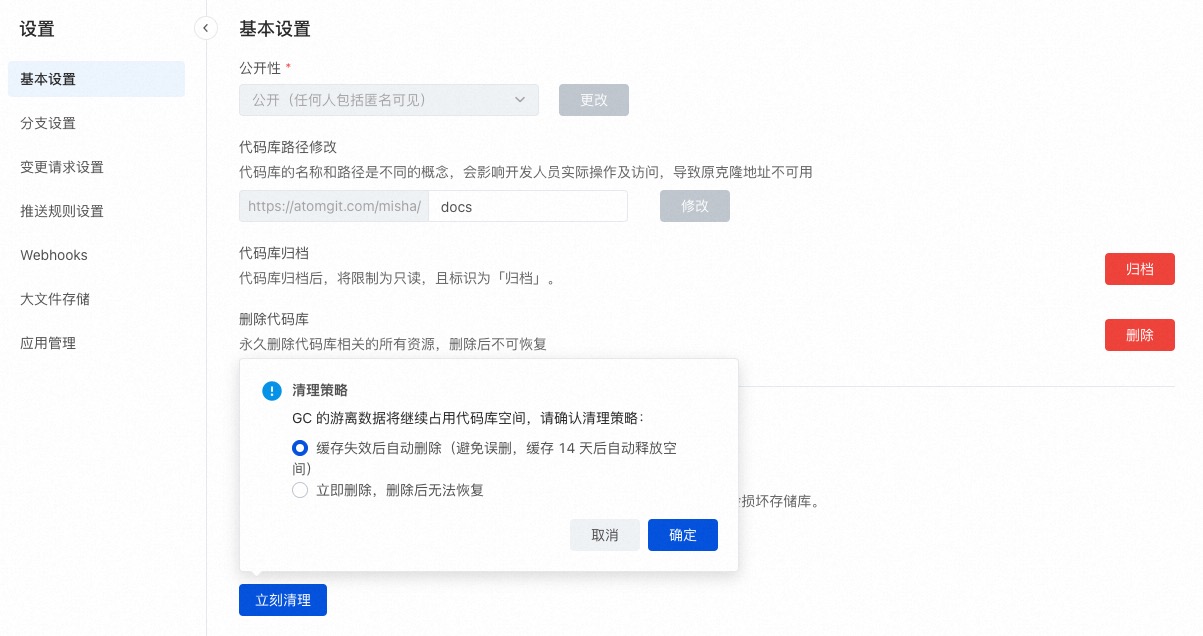 设置
基本设置
分支设置
变更请求设置
推送规则设置
Webhooks
大文件存储
应用管理
基本设置
公开性 *
公开（任何人包括匿名可见）
更改
代码库路径修改
代码库的名称和路径是不同的概念，会影响开发人员实际操作及访问，导致原克隆地址不可用
https://atomgit.com/misha/ docs
修改
代码库归档
代码库归档后，将限制为只读，且标识为「归档」。
归档
删除代码库
永久删除代码库相关的所有资源，删除后不可恢复
删除
清理策略
GC 的游离数据将继续占用代码库空间，请确认清理策略：
缓存失效后自动删除（避免误删，缓存 14 天后自动释放空
间）
立即删除，删除后无法恢复
损坏存储库。
取消
确定
立刻清理